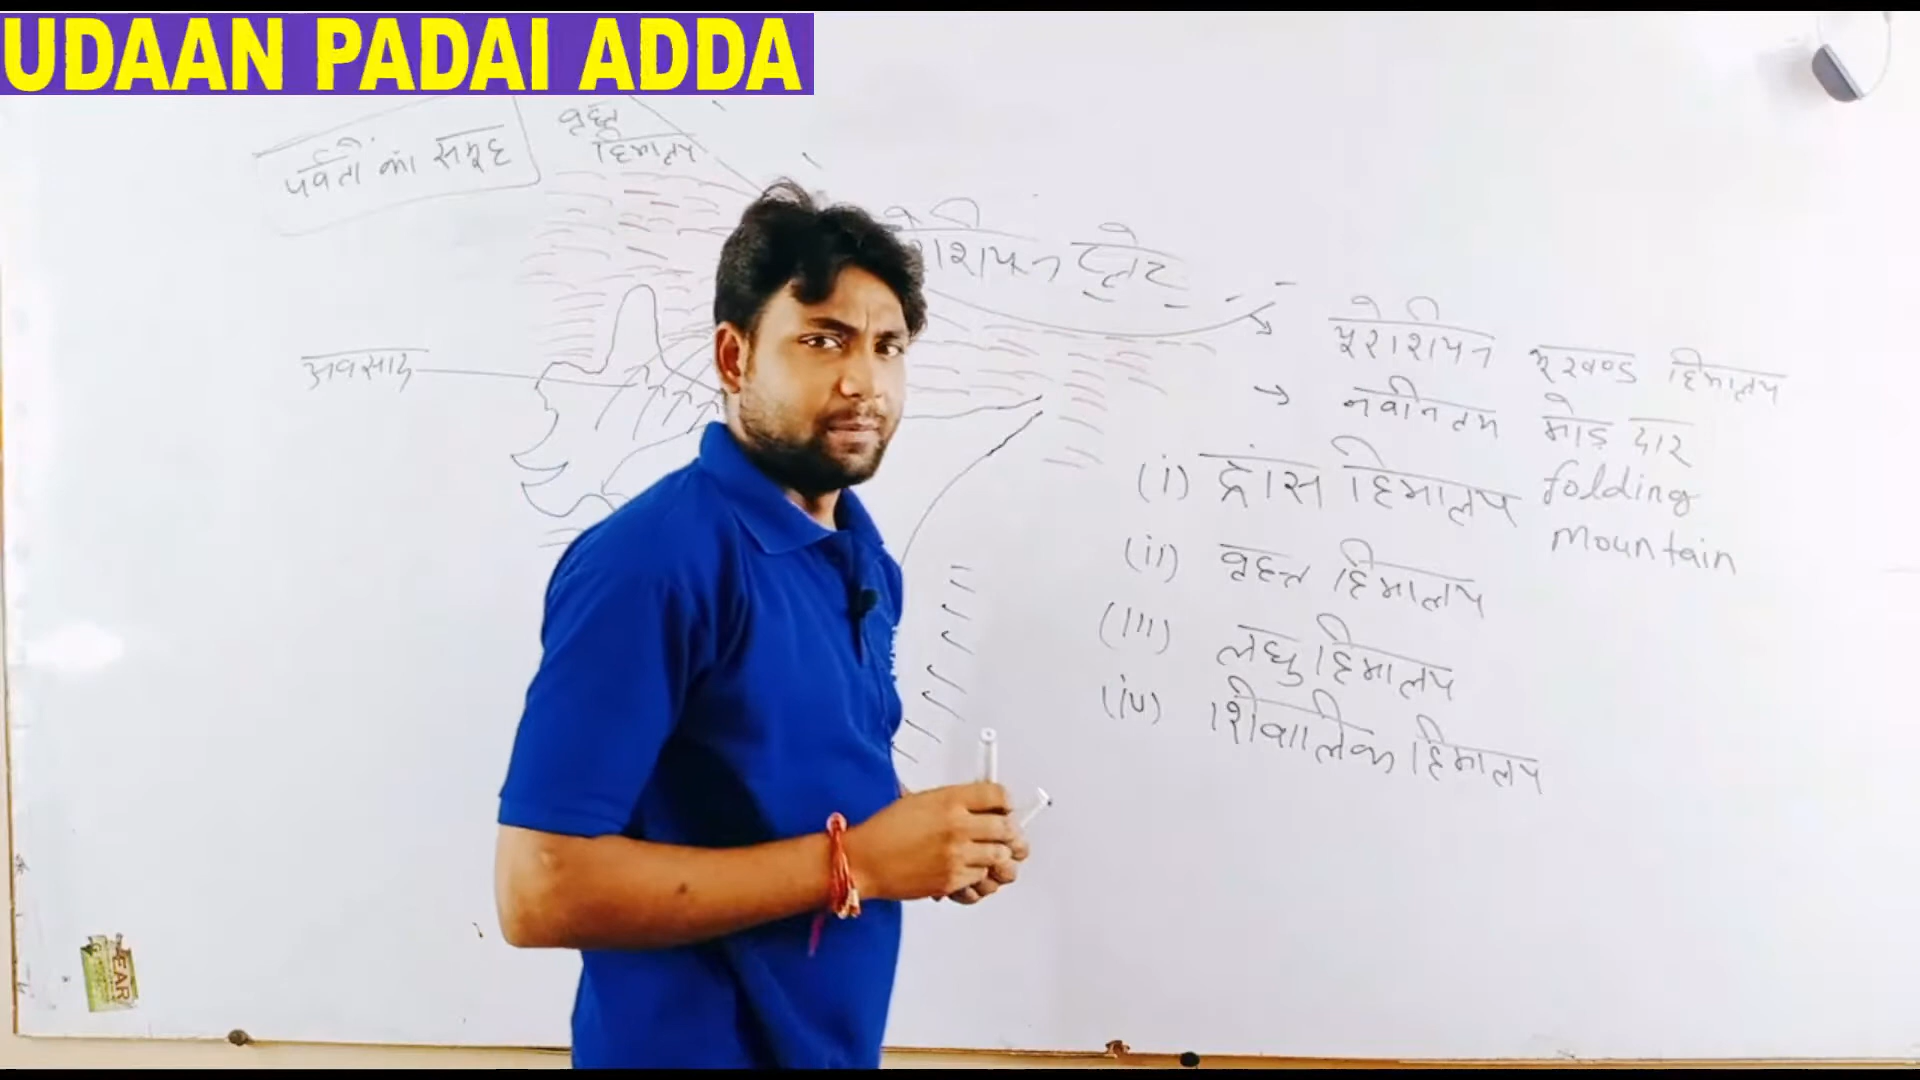 UDAAN PADAI ADDA
पर्वतों का समूह
वृहत्त
हिमालय
शियन प्लेट
अवसाद
→ यूरोशियन भूखण्ड हिमालय
→ नवीनतम मोड़दार
folding
mountain
(i) ट्रांस हिमालय
(ii) वृहत्त हिमालय
(iii) लघु हिमालय
(iv) शिवालिक हिमालय